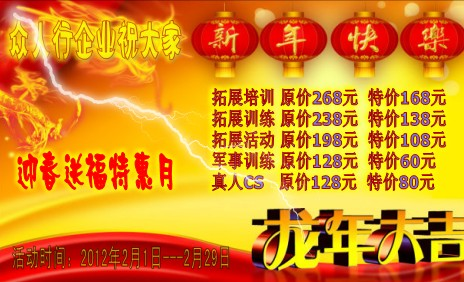 众人行企业祝大家
新年快樂
拓展培训 原价268元 特价168元
拓展训练 原价238元 特价138元
拓展活动 原价198元 特价108元
军事训练 原价128元 特价60元
真人CS 原价128元 特价80元
迎春送福特惠月
龙年大吉
活动时间：2012年2月1日---2月29日